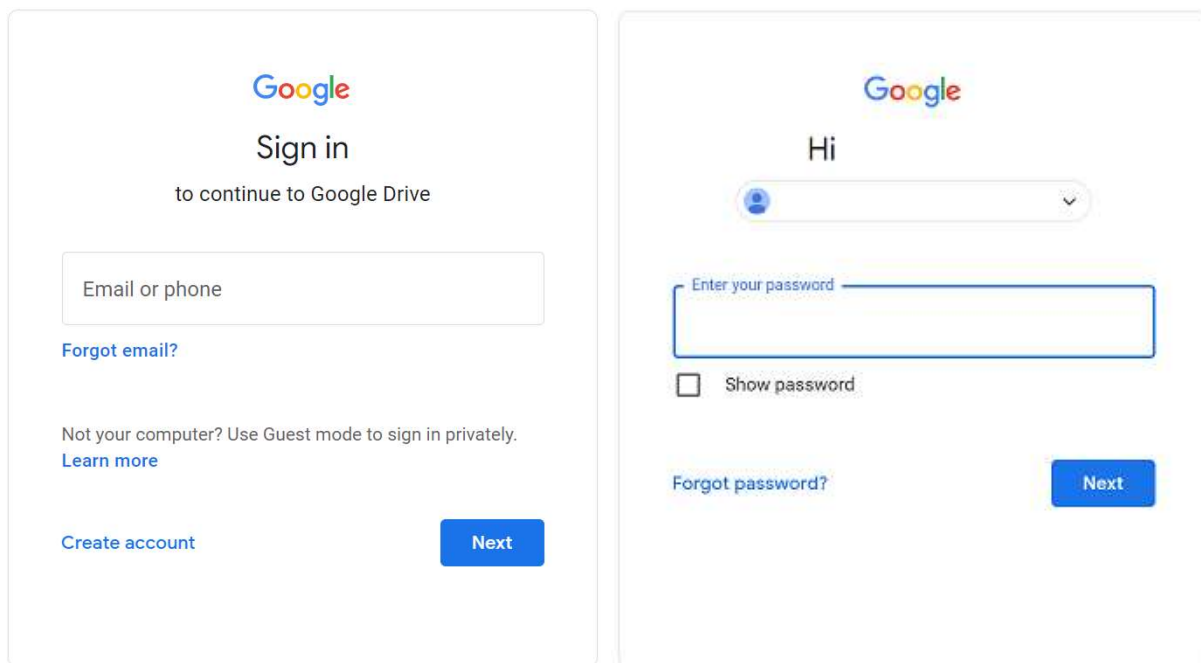 Google
Sign in
to continue to Google Drive
Email or phone
Forgot email?
Not your computer? Use Guest mode to sign in privately.
Learn more
Create account
Next
Google
Hi
Enter your password
Show password
Forgot password?
Next